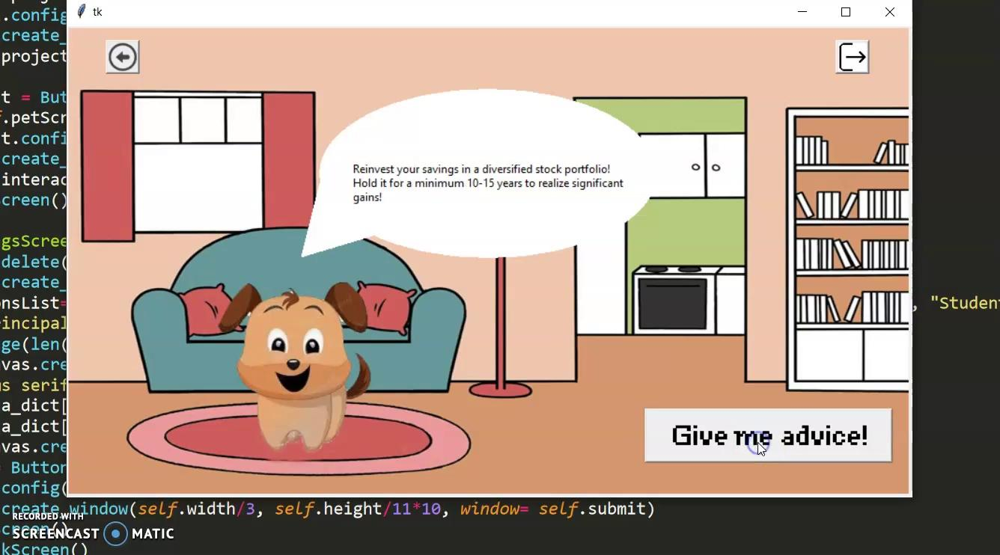 tk
.config
create_
project
t = But
.petScr
t.confi
create_
interac
creen()
gsScree
delete(
create_
onsList=
, "Studen
incipal
ge(len(
vas.cre
s serif
a_dict[
a_dict[
vas.cre
= Button
config(
create_window(self.width/3, self.height/11*10, window= self.submit)
creen()
kScreen()
Reinvest your savings in a diversified stock portfolio!
Hold it for a minimum 10-15 years to realize significant
gains!
Give me advice!
RECORDED WITH
SCREENCAST MATIC